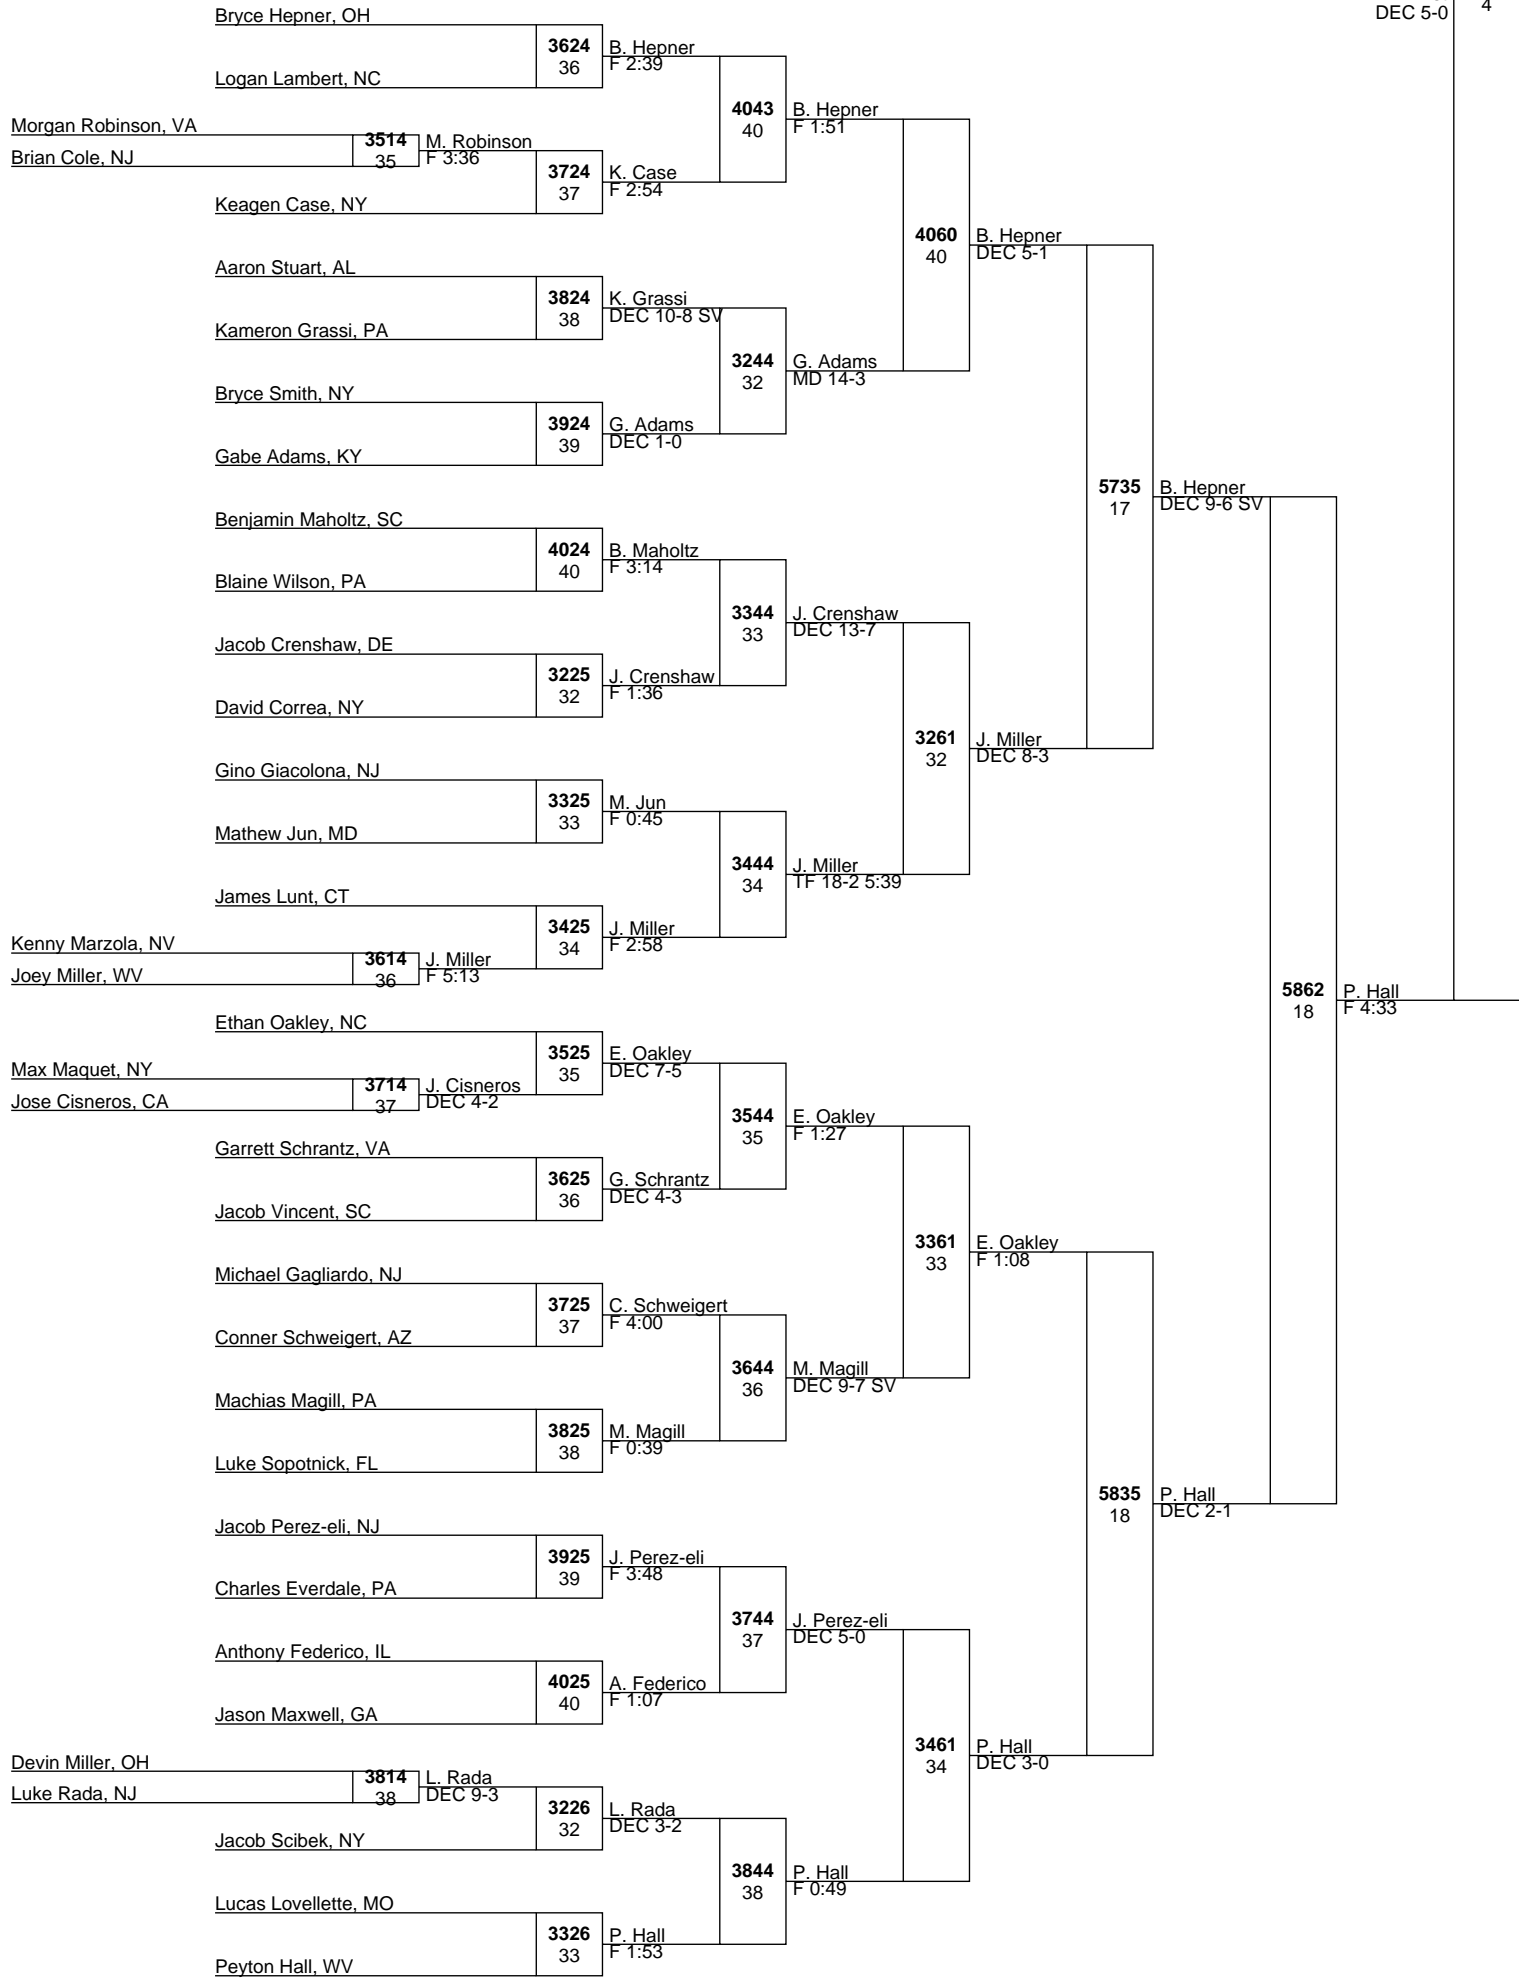 DEC 5-0
4
Bryce Hepner, OH
3624
36
B. Hepner
F 2:39
Logan Lambert, NC
4043
40
B. Hepner
F 1:51
Morgan Robinson, VA
3514
35
M. Robinson
F 3:36
Brian Cole, NJ
3724
37
K. Case
F 2:54
Keagen Case, NY
4060
40
B. Hepner
DEC 5-1
Aaron Stuart, AL
3824
38
K. Grassi
DEC 10-8 SV
Kameron Grassi, PA
3244
32
G. Adams
MD 14-3
Bryce Smith, NY
3924
39
G. Adams
DEC 1-0
Gabe Adams, KY
5735
17
B. Hepner
DEC 9-6 SV
Benjamin Maholtz, SC
4024
40
B. Maholtz
F 3:14
Blaine Wilson, PA
3344
33
J. Crenshaw
DEC 13-7
Jacob Crenshaw, DE
3225
32
J. Crenshaw
F 1:36
David Correa, NY
3261
32
J. Miller
DEC 8-3
Gino Giacolona, NJ
3325
33
M. Jun
F 0:45
Mathew Jun, MD
3444
34
J. Miller
TF 18-2 5:39
James Lunt, CT
3425
34
J. Miller
F 2:58
Kenny Marzola, NV
3614
36
J. Miller
F 5:13
Joey Miller, WV
5862
18
P. Hall
F 4:33
Ethan Oakley, NC
3525
35
E. Oakley
DEC 7-5
Max Maquet, NY
3714
37
J. Cisneros
DEC 4-2
Jose Cisneros, CA
3544
35
E. Oakley
F 1:27
Garrett Schrantz, VA
3625
36
G. Schrantz
DEC 4-3
Jacob Vincent, SC
3361
33
E. Oakley
F 1:08
Michael Gagliardo, NJ
3725
37
C. Schweigert
F 4:00
Conner Schweigert, AZ
3644
36
M. Magill
DEC 9-7 SV
Machias Magill, PA
3825
38
M. Magill
F 0:39
Luke Sopotnick, FL
5835
18
P. Hall
DEC 2-1
Jacob Perez-eli, NJ
3925
39
J. Perez-eli
F 3:48
Charles Everdale, PA
3744
37
J. Perez-eli
DEC 5-0
Anthony Federico, IL
4025
40
A. Federico
F 1:07
Jason Maxwell, GA
3461
34
P. Hall
DEC 3-0
Devin Miller, OH
3814
38
L. Rada
DEC 9-3
Luke Rada, NJ
3226
32
L. Rada
DEC 3-2
Jacob Scibek, NY
3844
38
P. Hall
F 0:49
Lucas Lovellette, MO
3326
33
P. Hall
F 1:53
Peyton Hall, WV